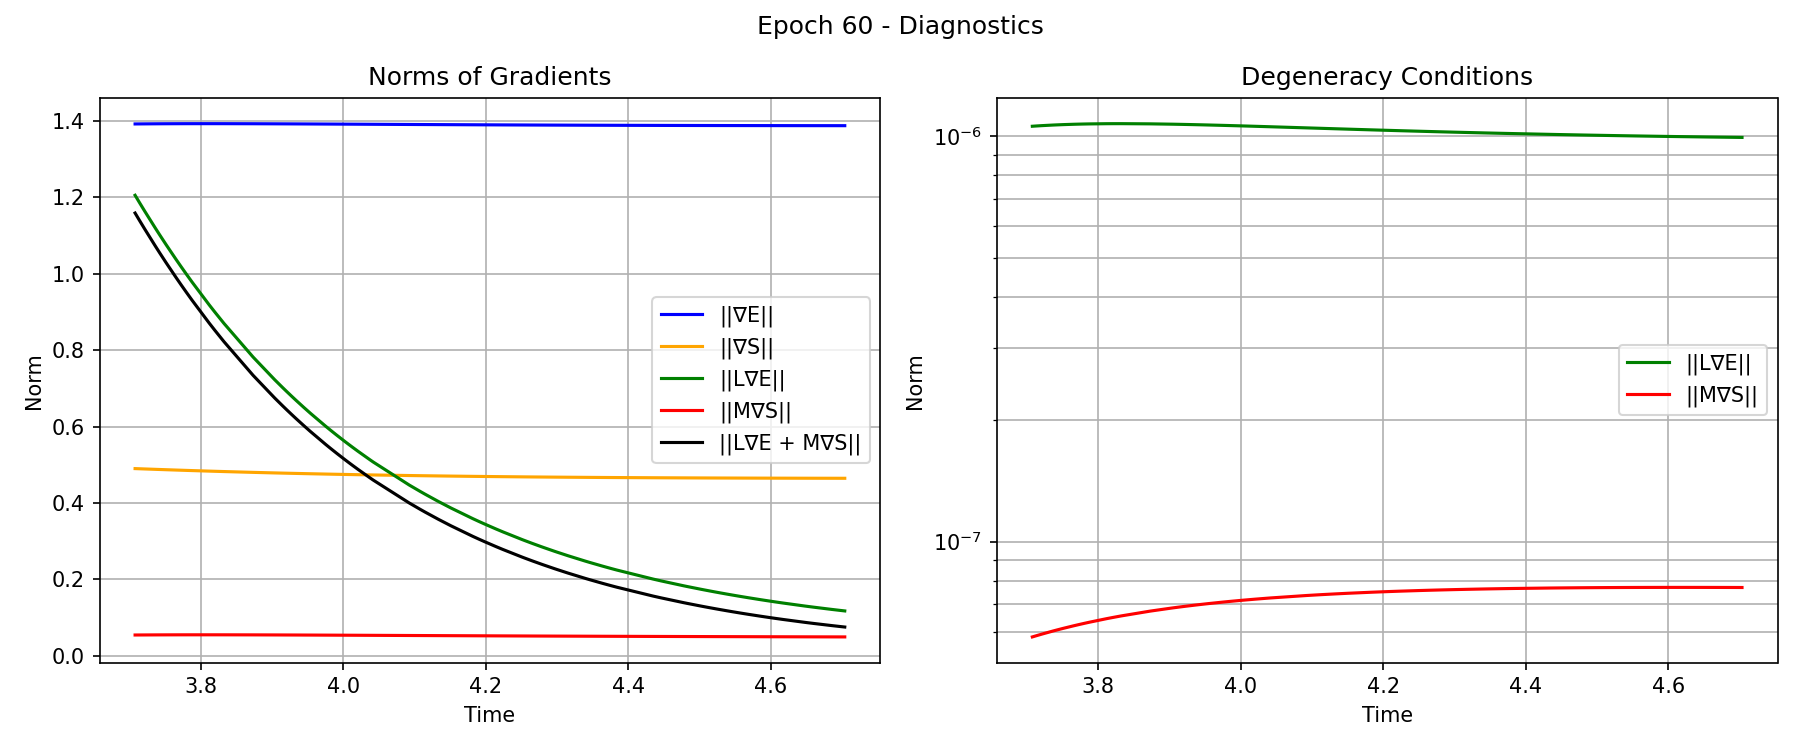 Epoch 60 - Diagnostics
Norms of Gradients
Norm
1.4
1.2
1.0
0.8
0.6
0.4
0.2
0.0
3.8
4.0
4.2
4.4
4.6
Time
||∇E||
||∇S||
||L∇E||
||M∇S||
||L∇E + M∇S||
Degeneracy Conditions
Norm
10⁻⁶
10⁻⁷
3.8
4.0
4.2
4.4
4.6
Time
||L∇E||
||M∇S||